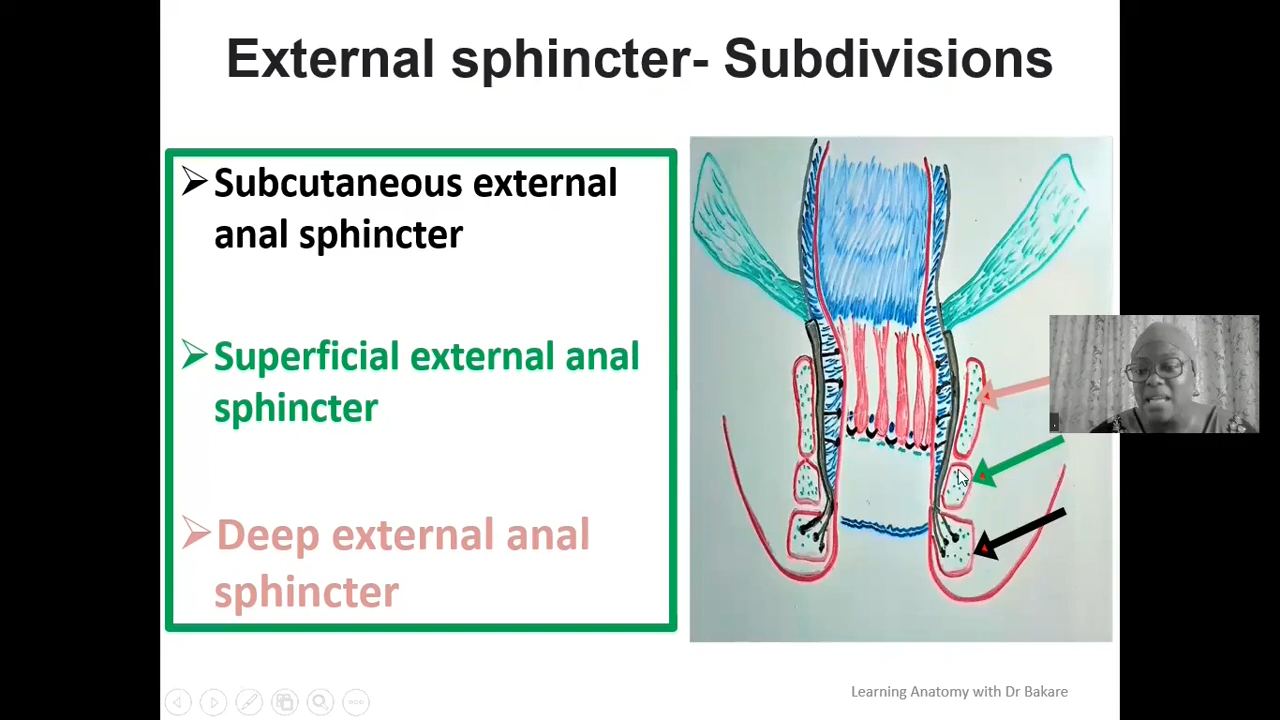 External sphincter- Subdivisions
Subcutaneous external
anal sphincter
Superficial external anal
sphincter
Deep external anal
sphincter
Learning Anatomy with Dr Bakare